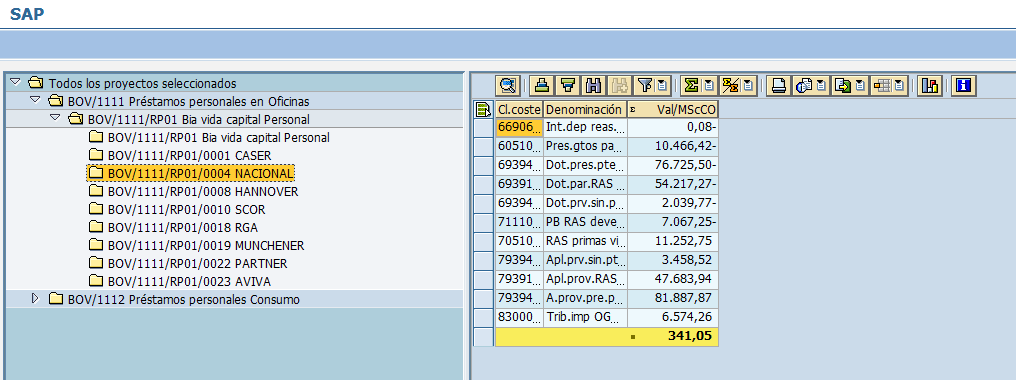 SAP
Todos los proyectos seleccionados
BOV/1111 Préstamos personales en Oficinas
BOV/1111/RP01 Bia vida capital Personal
BOV/1111/RP01 Bia vida capital Personal
BOV/1111/RP01/0001 CASER
BOV/1111/RP01/0004 NACIONAL
BOV/1111/RP01/0008 HANNOVER
BOV/1111/RP01/0010 SCOR
BOV/1111/RP01/0018 RGA
BOV/1111/RP01/0019 MUNCHENER
BOV/1111/RP01/0022 PARTNER
BOV/1111/RP01/0023 AVIVA
BOV/1112 Préstamos personales Consumo
Cl.coste Denominación Σ Val/MScCO
66906... Int.dep reas... 0,08-
60510... Pres.gtos pa... 10.466,42-
69394... Dot.pres.pte... 76.725,50-
69391... Dot.par.RAS ... 54.217,27-
69394... Dot.prv.sin.p... 2.039,77-
71110... PB RAS deve... 7.067,25-
70510... RAS primas vi... 11.252,75
79394... Apl.prv.sin.pt... 3.458,52
79391... Apl.prov.RAS... 47.683,94
79394... A.prov.pre.p... 81.887,87
83000... Trib.imp OG... 6.574,26
341,05